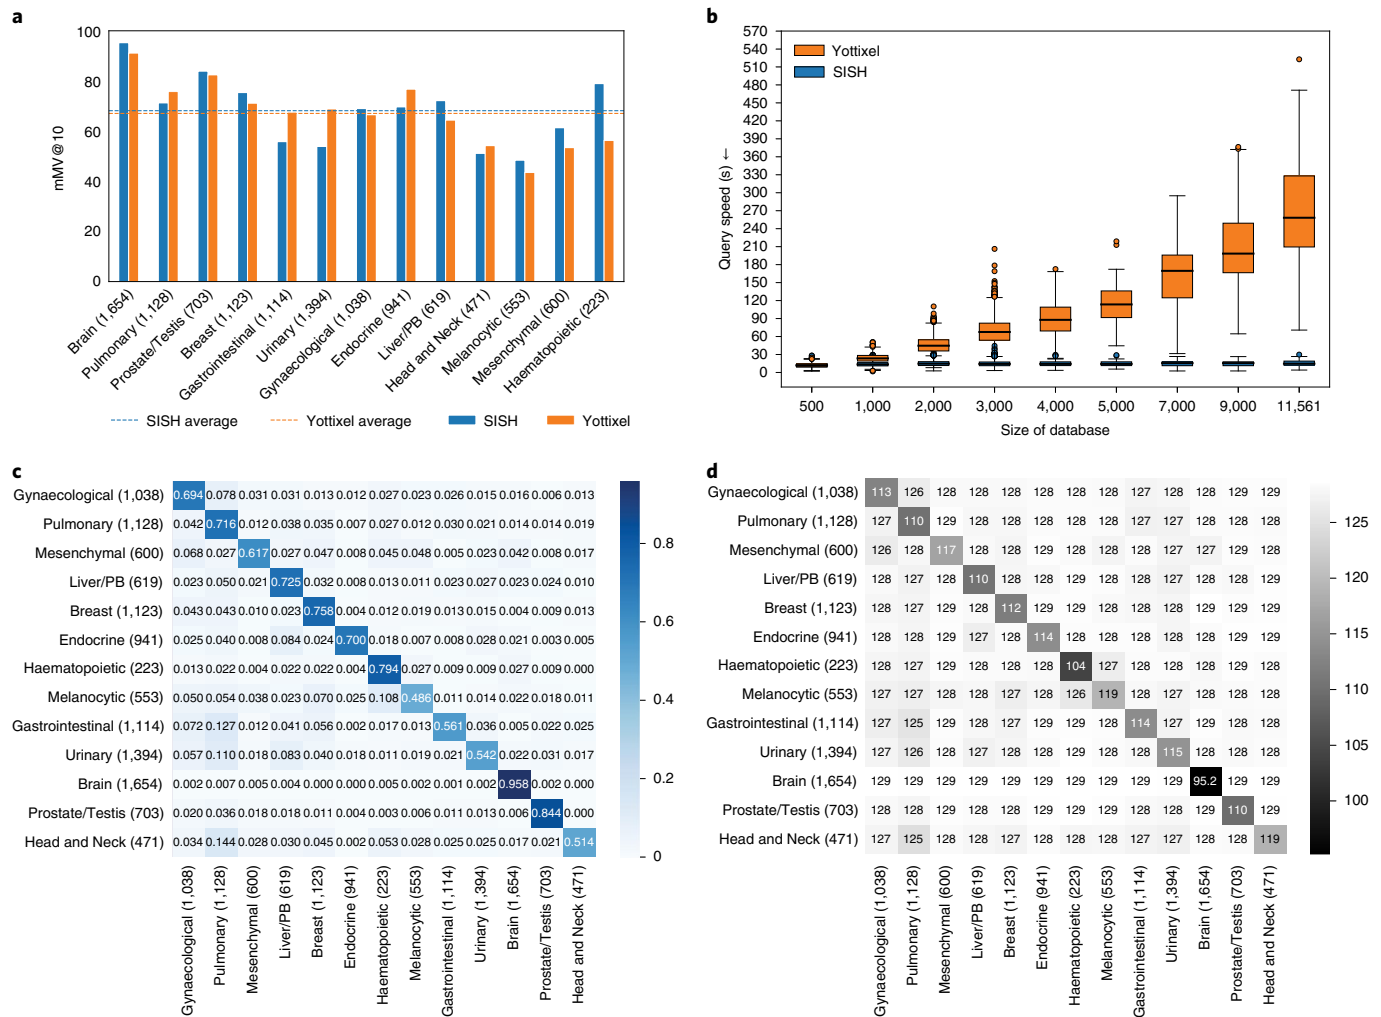 a
100
80
60
40
20
0
mMV@10
Brain (1,654)
Pulmonary (1,128)
Prostate/Testis (703)
Breast (1,123)
Gastrointestinal (1,114)
Urinary (1,394)
Gynaecological (1,038)
Endocrine (941)
Liver/PB (619)
Head and Neck (471)
Melanocytic (553)
Mesenchymal (600)
Haematopoietic (223)
SISH average
Yottixel average
SISH
Yottixel
b
570
540
510
480
450
420
390
360
330
300
270
240
210
180
150
120
90
60
30
0
Query speed (s) ←
Yottixel
SISH
500 1,000 2,000 3,000 4,000 5,000 7,000 9,000 11,561
Size of database
c
Gynaecological (1,038) 0.694 0.078 0.031 0.031 0.013 0.012 0.027 0.023 0.026 0.015 0.016 0.006 0.013
Pulmonary (1,128) 0.042 0.716 0.012 0.038 0.035 0.007 0.027 0.012 0.030 0.021 0.014 0.014 0.019
Mesenchymal (600) 0.068 0.027 0.617 0.027 0.047 0.008 0.045 0.048 0.005 0.023 0.042 0.008 0.017
Liver/PB (619) 0.023 0.050 0.021 0.725 0.032 0.008 0.013 0.011 0.023 0.027 0.023 0.024 0.010
Breast (1,123) 0.043 0.043 0.010 0.023 0.758 0.004 0.012 0.019 0.013 0.015 0.004 0.009 0.013
Endocrine (941) 0.025 0.040 0.008 0.084 0.024 0.700 0.018 0.007 0.008 0.028 0.021 0.003 0.005
Haematopoietic (223) 0.013 0.022 0.004 0.022 0.022 0.004 0.794 0.027 0.009 0.009 0.027 0.009 0.000
Melanocytic (553) 0.050 0.054 0.038 0.023 0.070 0.025 0.108 0.486 0.011 0.014 0.022 0.018 0.011
Gastrointestinal (1,114) 0.072 0.127 0.012 0.041 0.056 0.002 0.017 0.013 0.561 0.036 0.005 0.022 0.025
Urinary (1,394) 0.057 0.110 0.018 0.083 0.040 0.018 0.011 0.019 0.021 0.542 0.022 0.031 0.017
Brain (1,654) 0.002 0.007 0.005 0.004 0.000 0.000 0.005 0.002 0.001 0.002 0.958 0.002 0.000
Prostate/Testis (703) 0.020 0.036 0.018 0.018 0.011 0.004 0.003 0.006 0.011 0.013 0.006 0.844 0.000
Head and Neck (471) 0.034 0.144 0.028 0.030 0.045 0.002 0.053 0.028 0.025 0.025 0.017 0.021 0.514
Gynaecological (1,038)
Pulmonary (1,128)
Mesenchymal (600)
Liver/PB (619)
Breast (1,123)
Endocrine (941)
Haematopoietic (223)
Melanocytic (553)
Gastrointestinal (1,114)
Urinary (1,394)
Brain (1,654)
Prostate/Testis (703)
Head and Neck (471)
0.8
0.6
0.4
0.2
0
d
Gynaecological (1,038) 113 126 128 128 128 128 128 128 127 128 128 129 129
Pulmonary (1,128) 127 110 129 128 128 128 128 128 127 127 128 128 128
Mesenchymal (600) 126 128 117 128 128 129 128 128 128 127 127 129 128
Liver/PB (619) 128 127 128 110 128 128 129 128 128 127 128 128 129
Breast (1,123) 128 127 129 128 112 129 129 128 128 128 129 129 129
Endocrine (941) 128 128 129 127 128 114 128 128 128 128 128 129 129
Haematopoietic (223) 128 127 129 128 128 128 104 127 128 128 128 128 129
Melanocytic (553) 127 127 128 128 127 128 126 119 128 128 128 128 128
Gastrointestinal (1,114) 127 125 129 128 127 129 129 128 114 127 129 128 128
Urinary (1,394) 127 126 128 127 128 128 129 128 128 115 128 128 128
Brain (1,654) 129 129 129 129 129 129 129 129 129 129 95.2 129 129
Prostate/Testis (703) 128 128 129 128 128 129 129 128 128 128 129 110 129
Head and Neck (471) 127 125 128 128 127 128 127 128 127 127 128 128 119
Gynaecological (1,038)
Pulmonary (1,128)
Mesenchymal (600)
Liver/PB (619)
Breast (1,123)
Endocrine (941)
Haematopoietic (223)
Melanocytic (553)
Gastrointestinal (1,114)
Urinary (1,394)
Brain (1,654)
Prostate/Testis (703)
Head and Neck (471)
125
120
115
110
105
100